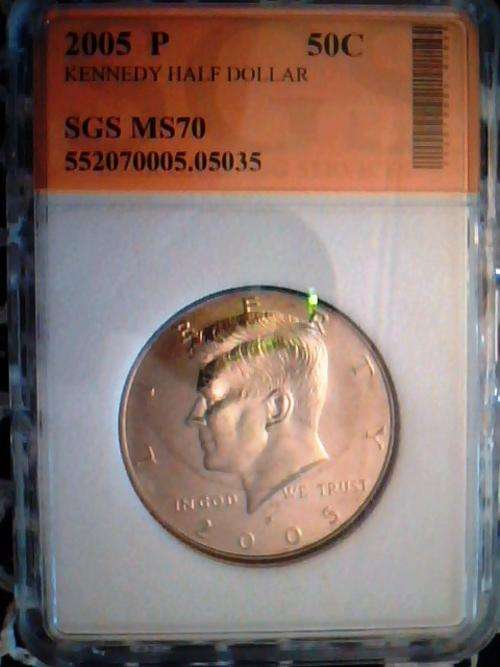 2005 P 50C
KENNEDY HALF DOLLAR
SGS MS70
552070005.05035
LIBERTY
IN GOD WE TRUST
P
2005